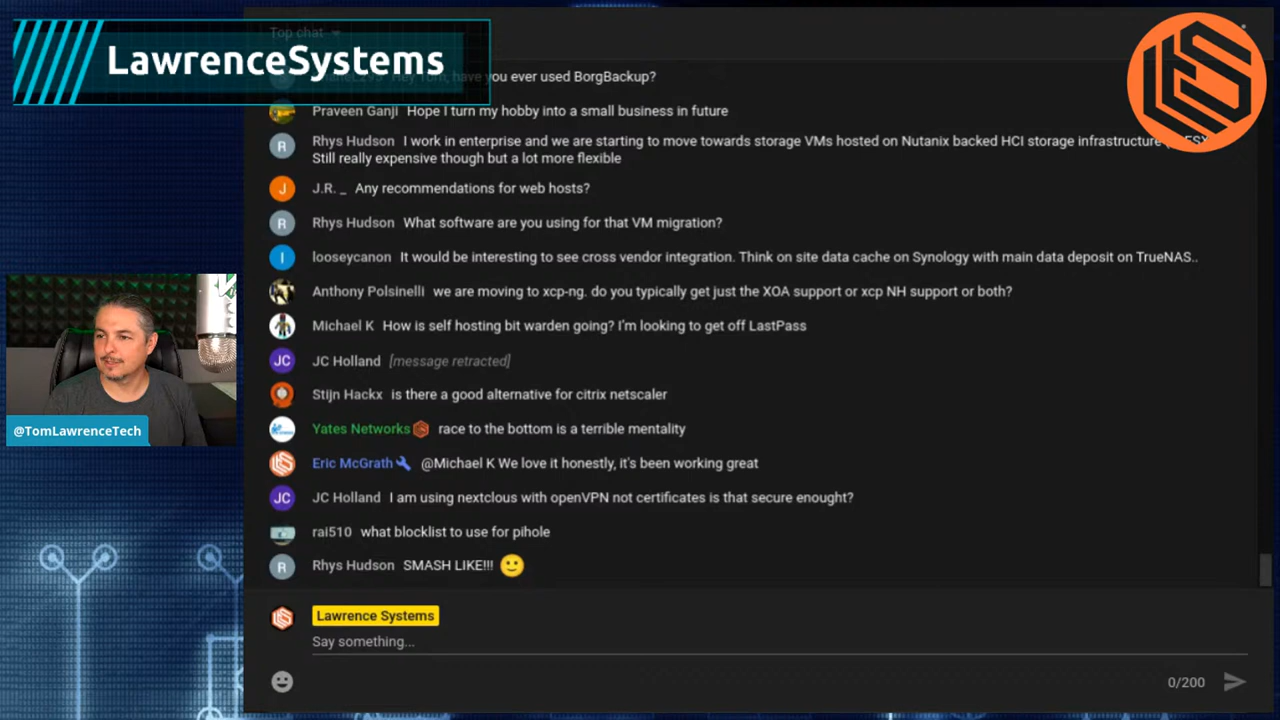 Top chat
LawrenceSystems
have you ever used BorgBackup?
Praveen Ganji Hope I turn my hobby into a small business in future
Rhys Hudson I work in enterprise and we are starting to move towards storage VMs hosted on Nutanix backed HCI storage infrastructure
Still really expensive though but a lot more flexible
J.R. _ Any recommendations for web hosts?
Rhys Hudson What software are you using for that VM migration?
looseycanon It would be interesting to see cross vendor integration. Think on site data cache on Synology with main data deposit on TrueNAS..
Anthony Polsinelli we are moving to xcp-ng. do you typically get just the XOA support or xcp NH support or both?
Michael K How is self hosting bit warden going? I'm looking to get off LastPass
JC JC Holland [message retracted]
Stijn Hackx is there a good alternative for citrix netscaler
Yates Networks race to the bottom is a terrible mentality
Eric McGrath @Michael K We love it honestly, it's been working great
JC JC Holland I am using nextclous with openVPN not certificates is that secure enought?
rai510 what blocklist to use for pihole
Rhys Hudson SMASH LIKE!!!
@TomLawrenceTech
Lawrence Systems
Say something...
0/200